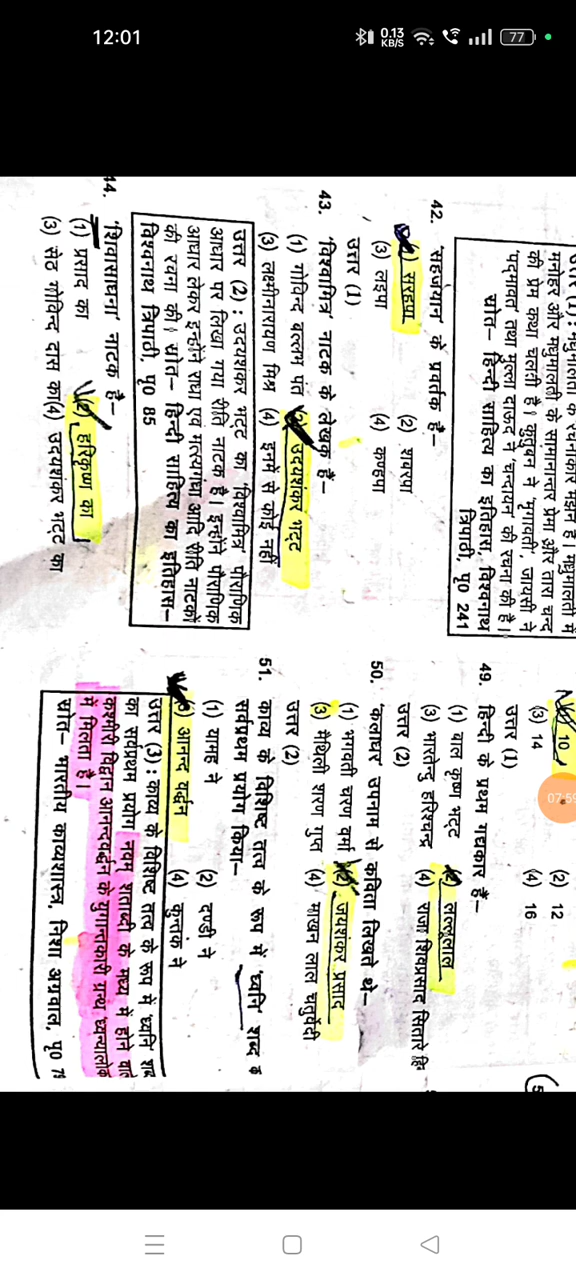 12:01
0.13 KB/S
77
उत्तर (1) : मधुमालती के रचनाकार मंझन हैं। मधुमालती में
मनोहर और मधुमालती के सामानान्तर प्रेमा और तारा चन्द
की प्रेम कथा चलती है। कुतुबन ने 'मृगावती', जायसी ने
'पद्मावत' तथा मुल्ला दाऊद ने 'चन्दायन' की रचना की है।
स्रोत– हिन्दी साहित्य का इतिहास, विश्वनाथ
त्रिपाठी, पृ0 241
42. 'सहजयान' के प्रवर्तक है–
(1) सरहपा (2) शबरपा
(3) लुइपा (4) कण्हपा
उत्तर (1)
43. 'विश्वामित्र' नाटक के लेखक हैं–
(1) गोविन्द बल्लभ पंत (2) उदयशंकर भट्ट
(3) लक्ष्मीनारायण मिश्र (4) इनमें से कोई नहीं
उत्तर (2) : उदयशंकर भट्ट का 'विश्वामित्र' पौराणिक
आधार पर लिखा गया गीति नाटक है। इन्होंने पौराणिक
आधार लेकर इन्होंने राधा एवं मत्स्यगंधा आदि गीति नाटकों
की रचना की। स्रोत– हिन्दी साहित्य का इतिहास–
विश्वनाथ त्रिपाठी, पृ0 85
44. 'शिवासाधना' नाटक है–
(1) प्रसाद का (2) हरिकृष्ण का
(3) सेठ गोविन्द दास का (4) उदयशंकर भट्ट का
10 (2) 12
(3) 14 (4) 16
उत्तर (1)
07:59
49. हिन्दी के प्रथम गद्यकार हैं–
(1) बाल कृष्ण भट्ट (2) लल्लूलाल
(3) भारतेन्दु हरिश्चन्द्र (4) राजा शिवप्रसाद सितारे हिन्द
उत्तर (2)
50. 'कलाधर' उपनाम से कविता लिखते थे–
(1) भगवती चरण वर्मा (2) जयशंकर प्रसाद
(3) मैथिली शरण गुप्त (4) माखन लाल चतुर्वेदी
उत्तर (2)
51. काव्य के विशिष्ट तत्व के रूप में 'ध्वनि' शब्द क
सर्वप्रथम प्रयोग किया–
(1) भामह ने (2) दण्डी ने
आनन्द वर्द्धन (4) कुन्तक ने
उत्तर (3) : काव्य के विशिष्ट तत्व के रूप में ध्वनि शब्द
का सर्वप्रथम प्रयोग नवम् शताब्दी के मध्य में होने वाले
कश्मीरी विद्वान आनन्दवर्द्धन के युगान्तकारी ग्रन्थ ध्वन्यालोक
में मिलता है।
स्रोत– भारतीय काव्यशास्त्र, निशा अग्रवाल, पृ0